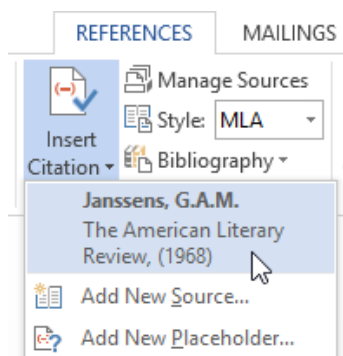 REFERENCES MAILINGS
Manage Sources
Style: MLA
Insert
Citation
Bibliography
Janssens, G.A.M.
The American Literary
Review, (1968)
Add New Source...
Add New Placeholder...